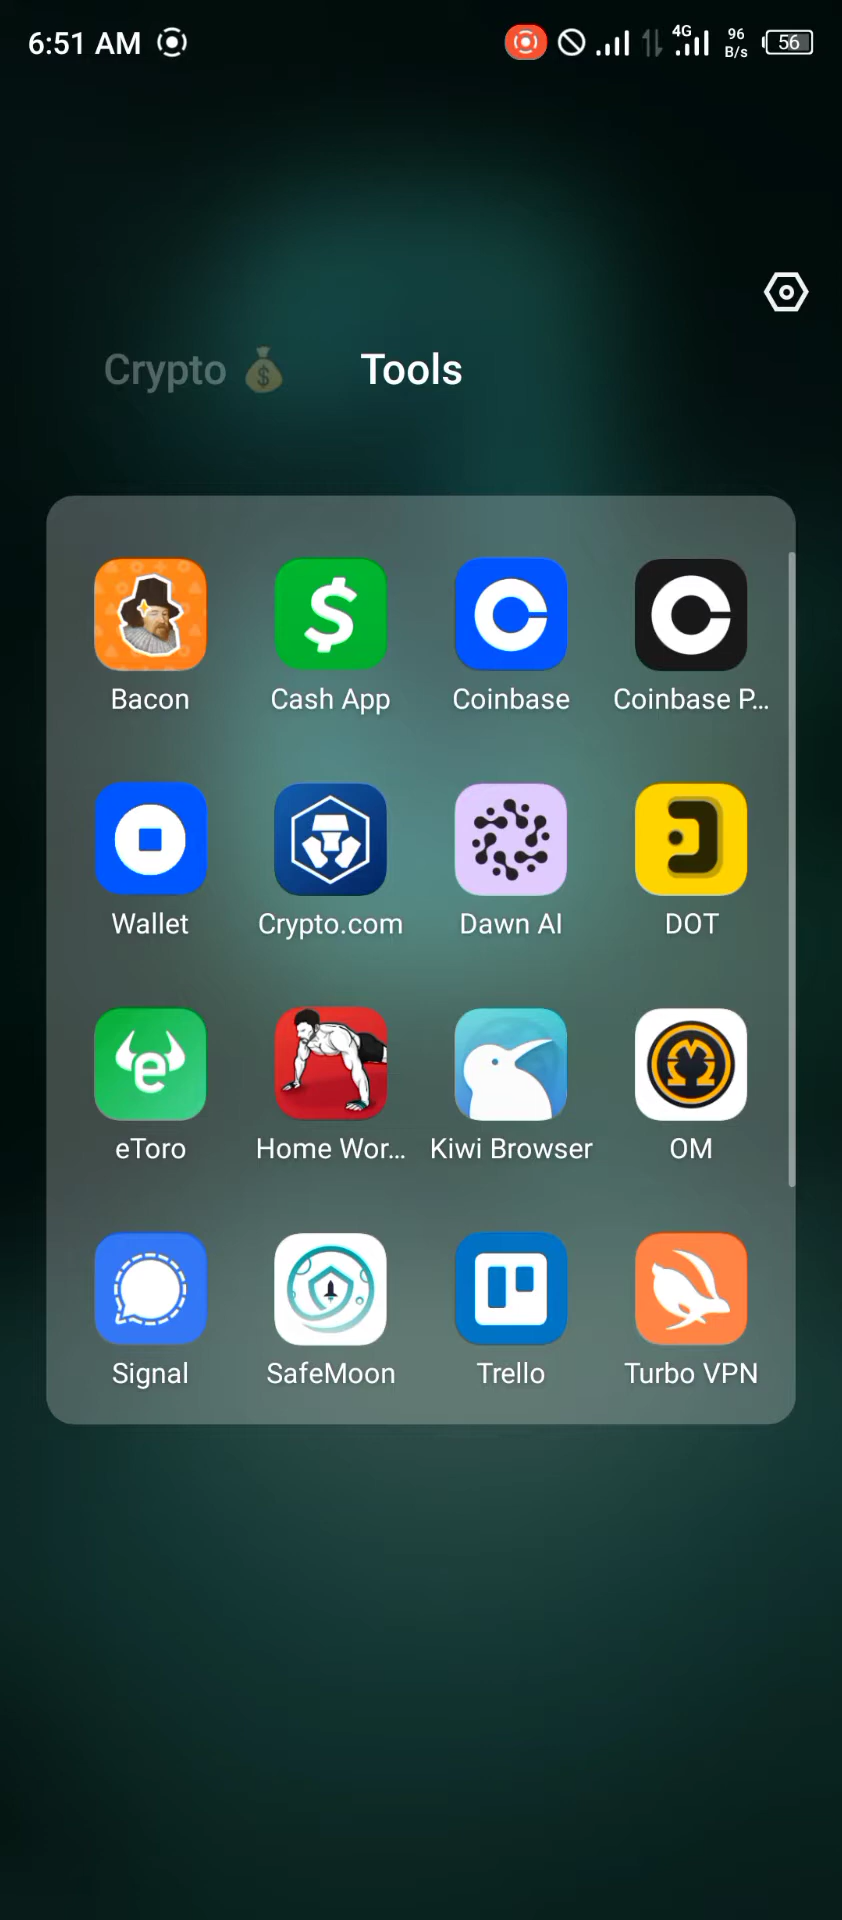 6:51 AM 4G 96 B/s 56
Crypto 💰 Tools
Bacon Cash App Coinbase Coinbase P...
Wallet Crypto.com Dawn AI DOT
eToro Home Wor... Kiwi Browser OM
Signal SafeMoon Trello Turbo VPN